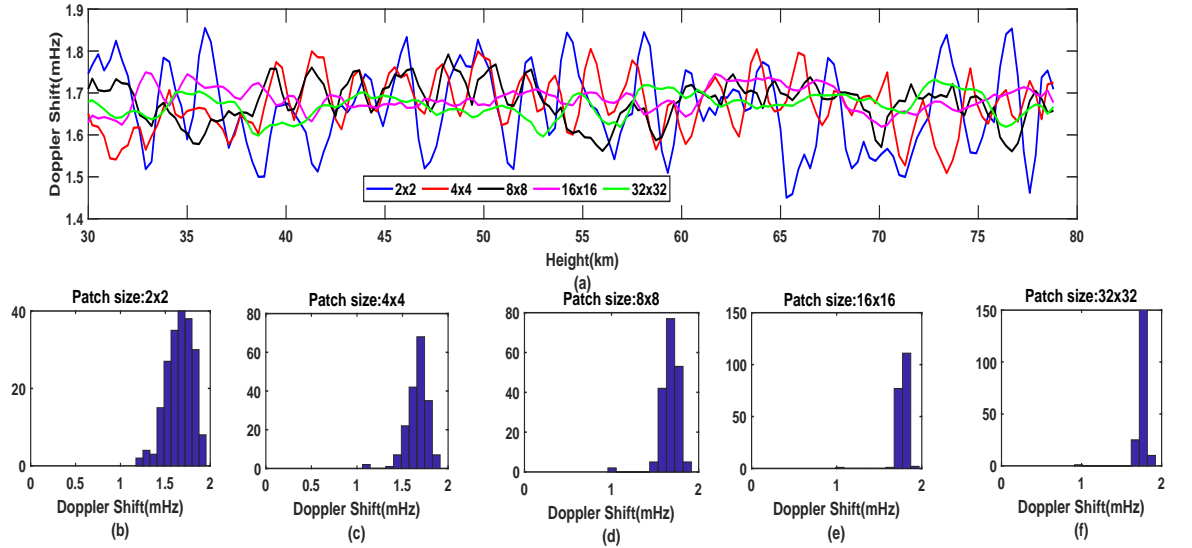 1.9
1.8
1.7
1.6
1.5
1.4
Doppler Shift(mHz)
2x2 4x4 8x8 16x16 32x32
30 35 40 45 50 55 60 65 70 75 80
Height(km)
(a)
Patch size:2x2
40
20
0
0 0.5 1 1.5 2
Doppler Shift(mHz)
(b)
Patch size:4x4
80
60
40
20
0
0 0.5 1 1.5 2
Doppler Shift(mHz)
(c)
Patch size:8x8
80
60
40
20
0
0 1 2
Doppler Shift(mHz)
(d)
Patch size:16x16
150
100
50
0
0 1 2
Doppler Shift(mHz)
(e)
Patch size:32x32
150
100
50
0
0 1 2
Doppler Shift(mHz)
(f)